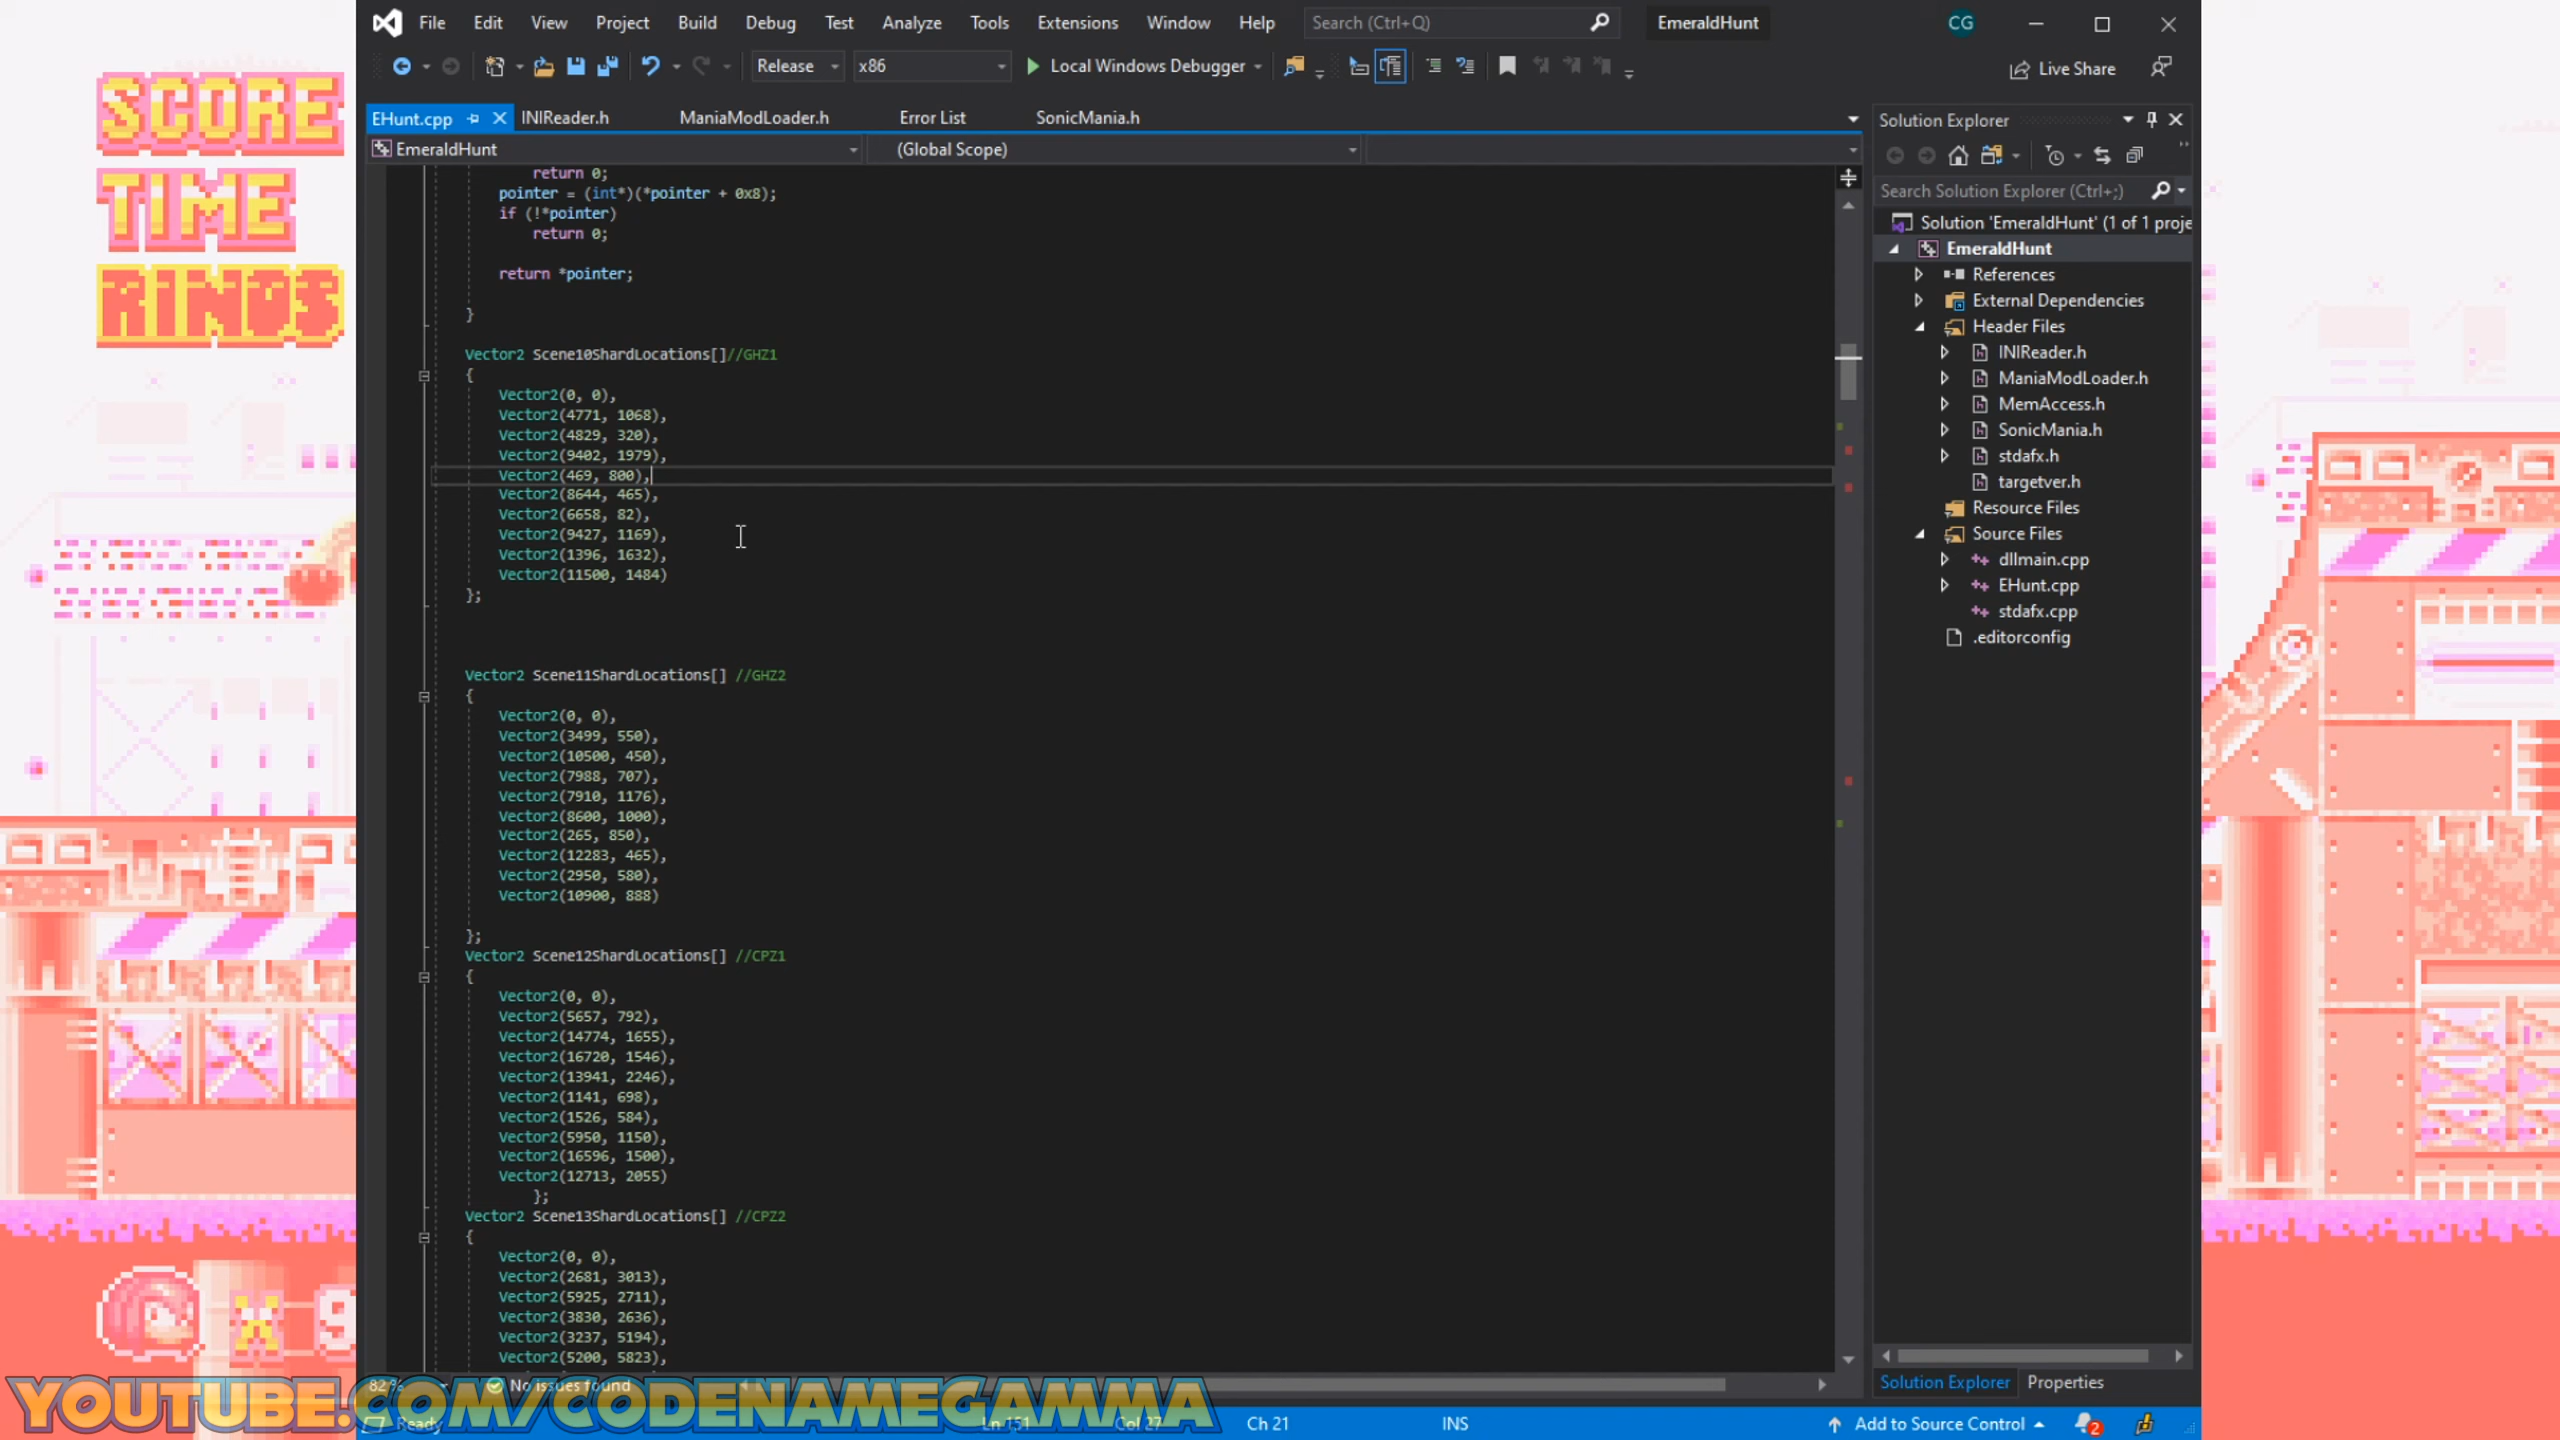 SCORE
TIME
RINGS
File Edit View Project Build Debug Test Analyze Tools Extensions Window Help Search (Ctrl+Q) EmeraldHunt CG
Release x86 Local Windows Debugger Live Share
EHunt.cpp INIReader.h ManiaModLoader.h Error List SonicMania.h
EmeraldHunt (Global Scope)
return 0;
pointer = (int*)(*pointer + 0x8);
if (!*pointer)
return 0;
return *pointer;
}
Vector2 Scene10ShardLocations[]//GHZ1
{
Vector2(0, 0),
Vector2(4771, 1068),
Vector2(4829, 320),
Vector2(9402, 1979),
Vector2(469, 800),
Vector2(8644, 465),
Vector2(6658, 82),
Vector2(9427, 1169),
Vector2(1396, 1632),
Vector2(11500, 1484)
};
Vector2 Scene11ShardLocations[] //GHZ2
{
Vector2(0, 0),
Vector2(3499, 550),
Vector2(10500, 450),
Vector2(7988, 707),
Vector2(7910, 1176),
Vector2(8600, 1000),
Vector2(265, 850),
Vector2(12283, 465),
Vector2(2950, 580),
Vector2(10900, 888)
};
Vector2 Scene12ShardLocations[] //CPZ1
{
Vector2(0, 0),
Vector2(5657, 792),
Vector2(14774, 1655),
Vector2(16720, 1546),
Vector2(13941, 2246),
Vector2(1141, 698),
Vector2(1526, 584),
Vector2(5950, 1150),
Vector2(16596, 1500),
Vector2(12713, 2055)
};
Vector2 Scene13ShardLocations[] //CPZ2
{
Vector2(0, 0),
Vector2(2681, 3013),
Vector2(5925, 2711),
Vector2(3830, 2636),
Vector2(3237, 5194),
Vector2(5200, 5823),
Solution Explorer
Search Solution Explorer (Ctrl+;)
Solution 'EmeraldHunt' (1 of 1 proje
EmeraldHunt
References
External Dependencies
Header Files
INIReader.h
ManiaModLoader.h
MemAccess.h
SonicMania.h
stdafx.h
targetver.h
Resource Files
Source Files
dllmain.cpp
EHunt.cpp
stdafx.cpp
.editorconfig
Solution Explorer Properties
82 % No issues found
YOUTUBE.COM/CODENAMEGAMMA
Ready Ln 151 Col 27 Ch 21 INS Add to Source Control 2
X 9